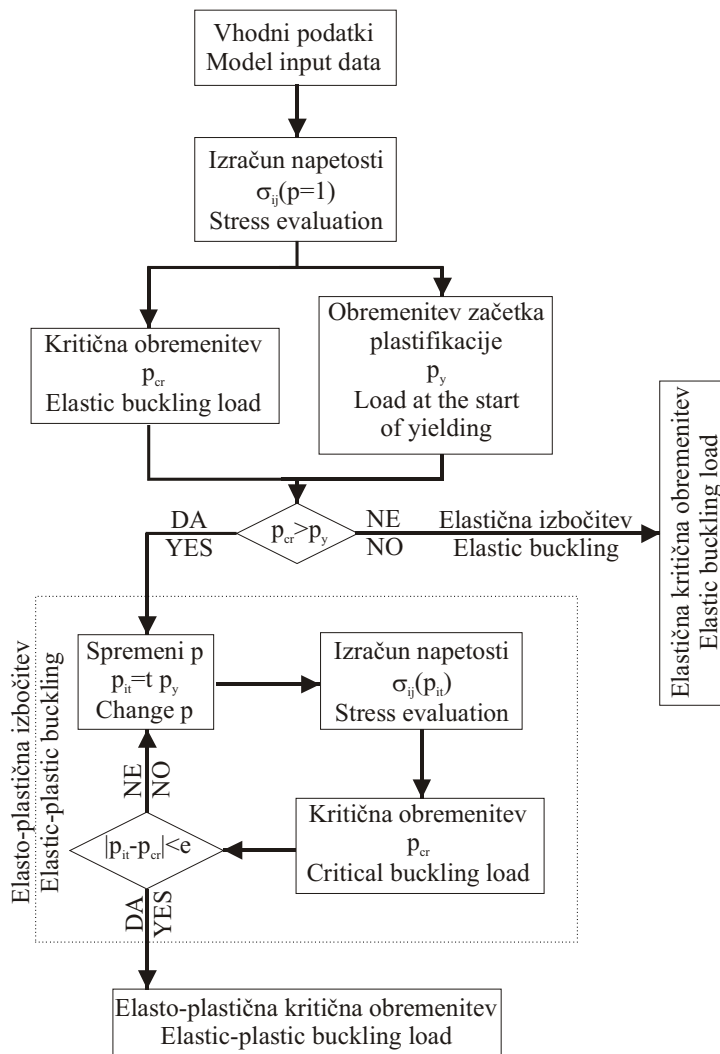 Vhodni podatki
Model input data
Izračun napetosti
σij(p=1)
Stress evaluation
Kritična obremenitev
pcr
Elastic buckling load
Obremenitev začetka
plastifikacije
py
Load at the start
of yielding
pcr>py
DA
YES
NE
NO
Elastična izbočitev
Elastic buckling
Elastična kritična obremenitev
Elastic buckling load
Elasto-plastična izbočitev
Elastic-plastic buckling
Spremeni p
pit=t py
Change p
Izračun napetosti
σij(pit)
Stress evaluation
Kritična obremenitev
pcr
Critical buckling load
|pit-pcr|<e
NE
NO
DA
YES
Elasto-plastična kritična obremenitev
Elastic-plastic buckling load